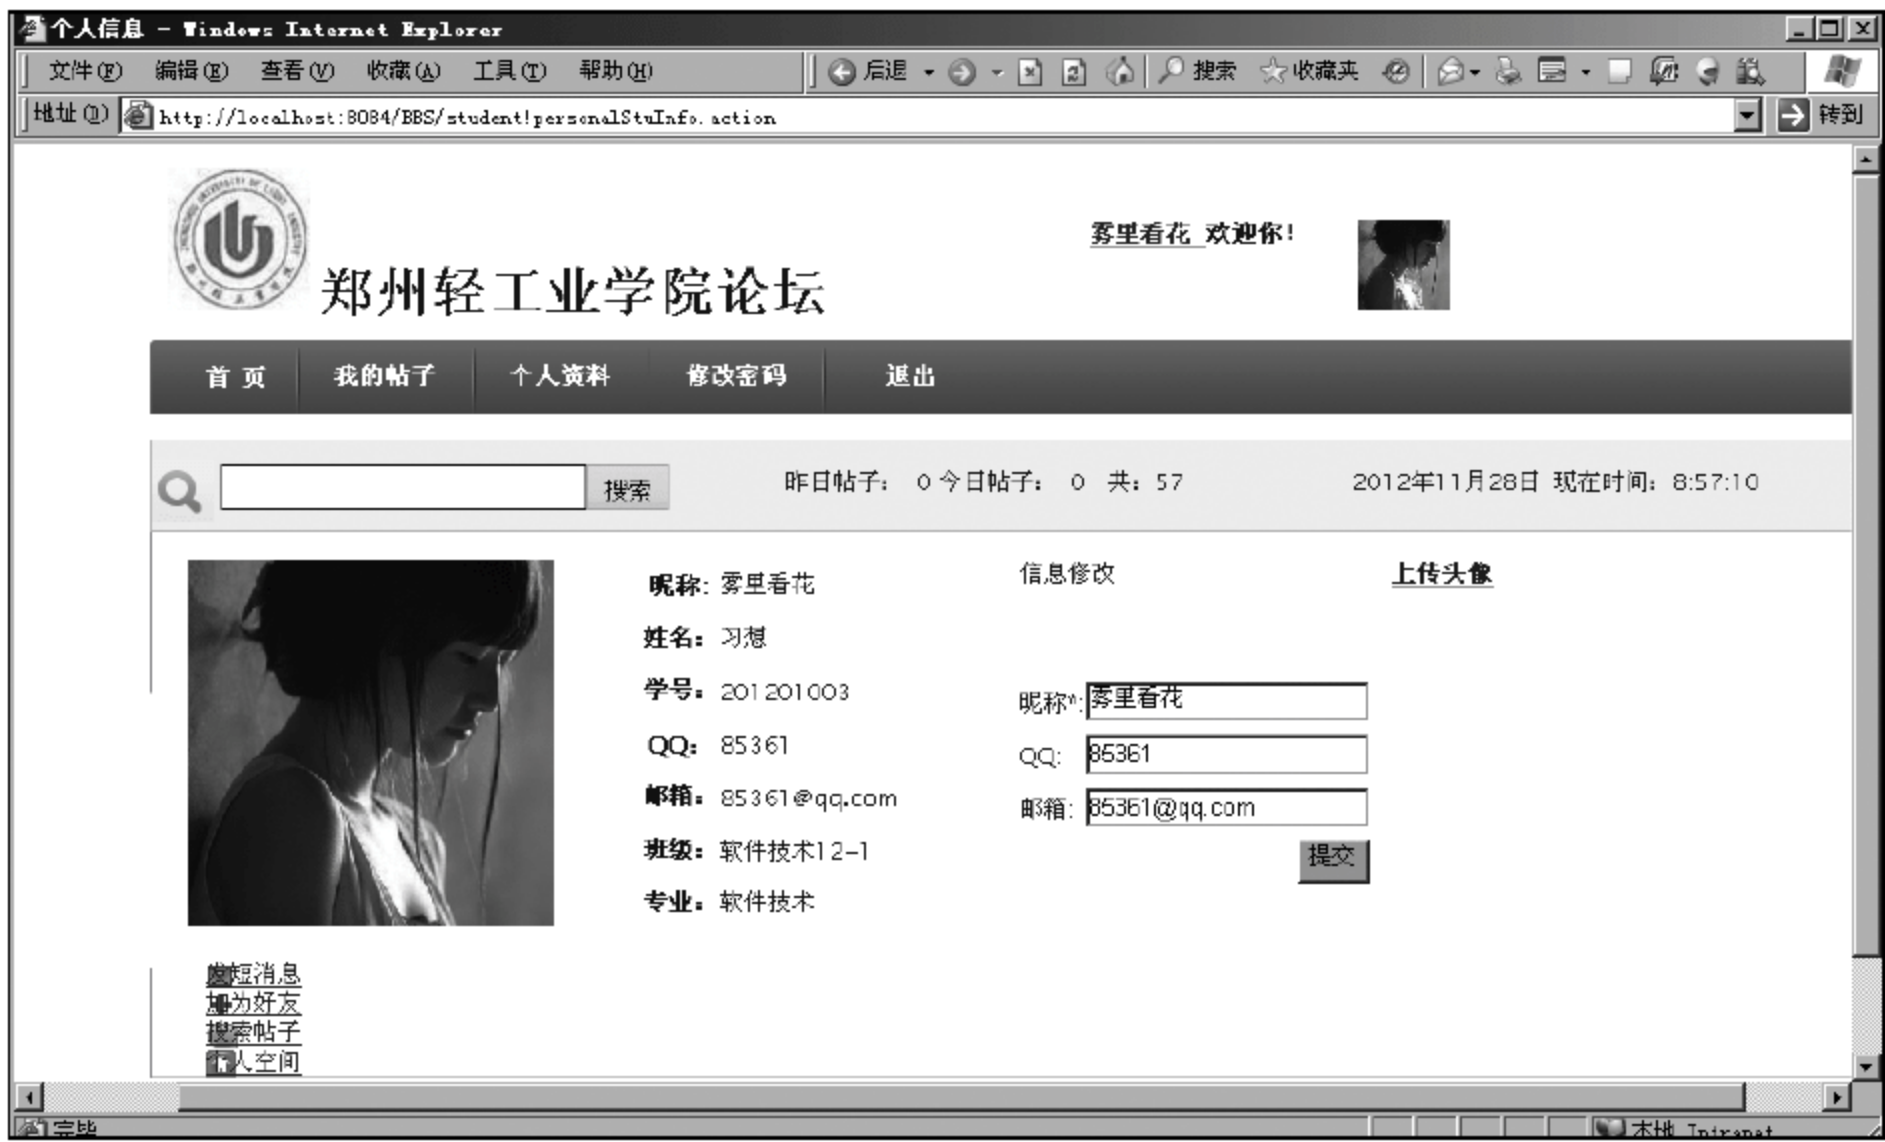 个人信息 - Windows Internet Explorer
文件(F) 编辑(E) 查看(V) 收藏(A) 工具(T) 帮助(H) 后退 搜索 收藏夹
地址(D) http://localhost:8084/BBS/student!personalStuInfo.action 转到
雾里看花 欢迎你!
郑州轻工业学院论坛
首 页 我的帖子 个人资料 修改密码 退出
搜索 昨日帖子: 0 今日帖子: 0 共: 57 2012年11月28日 现在时间: 8:57:10
昵称: 雾里看花 信息修改 上传头像
姓名: 习想
学号: 201201003 昵称*: 雾里看花
QQ: 85361 QQ: 85361
邮箱: 85361@qq.com 邮箱: 85361@qq.com
班级: 软件技术12-1 提交
专业: 软件技术
发短消息
加为好友
搜索帖子
个人空间
完毕 本地 Intranet